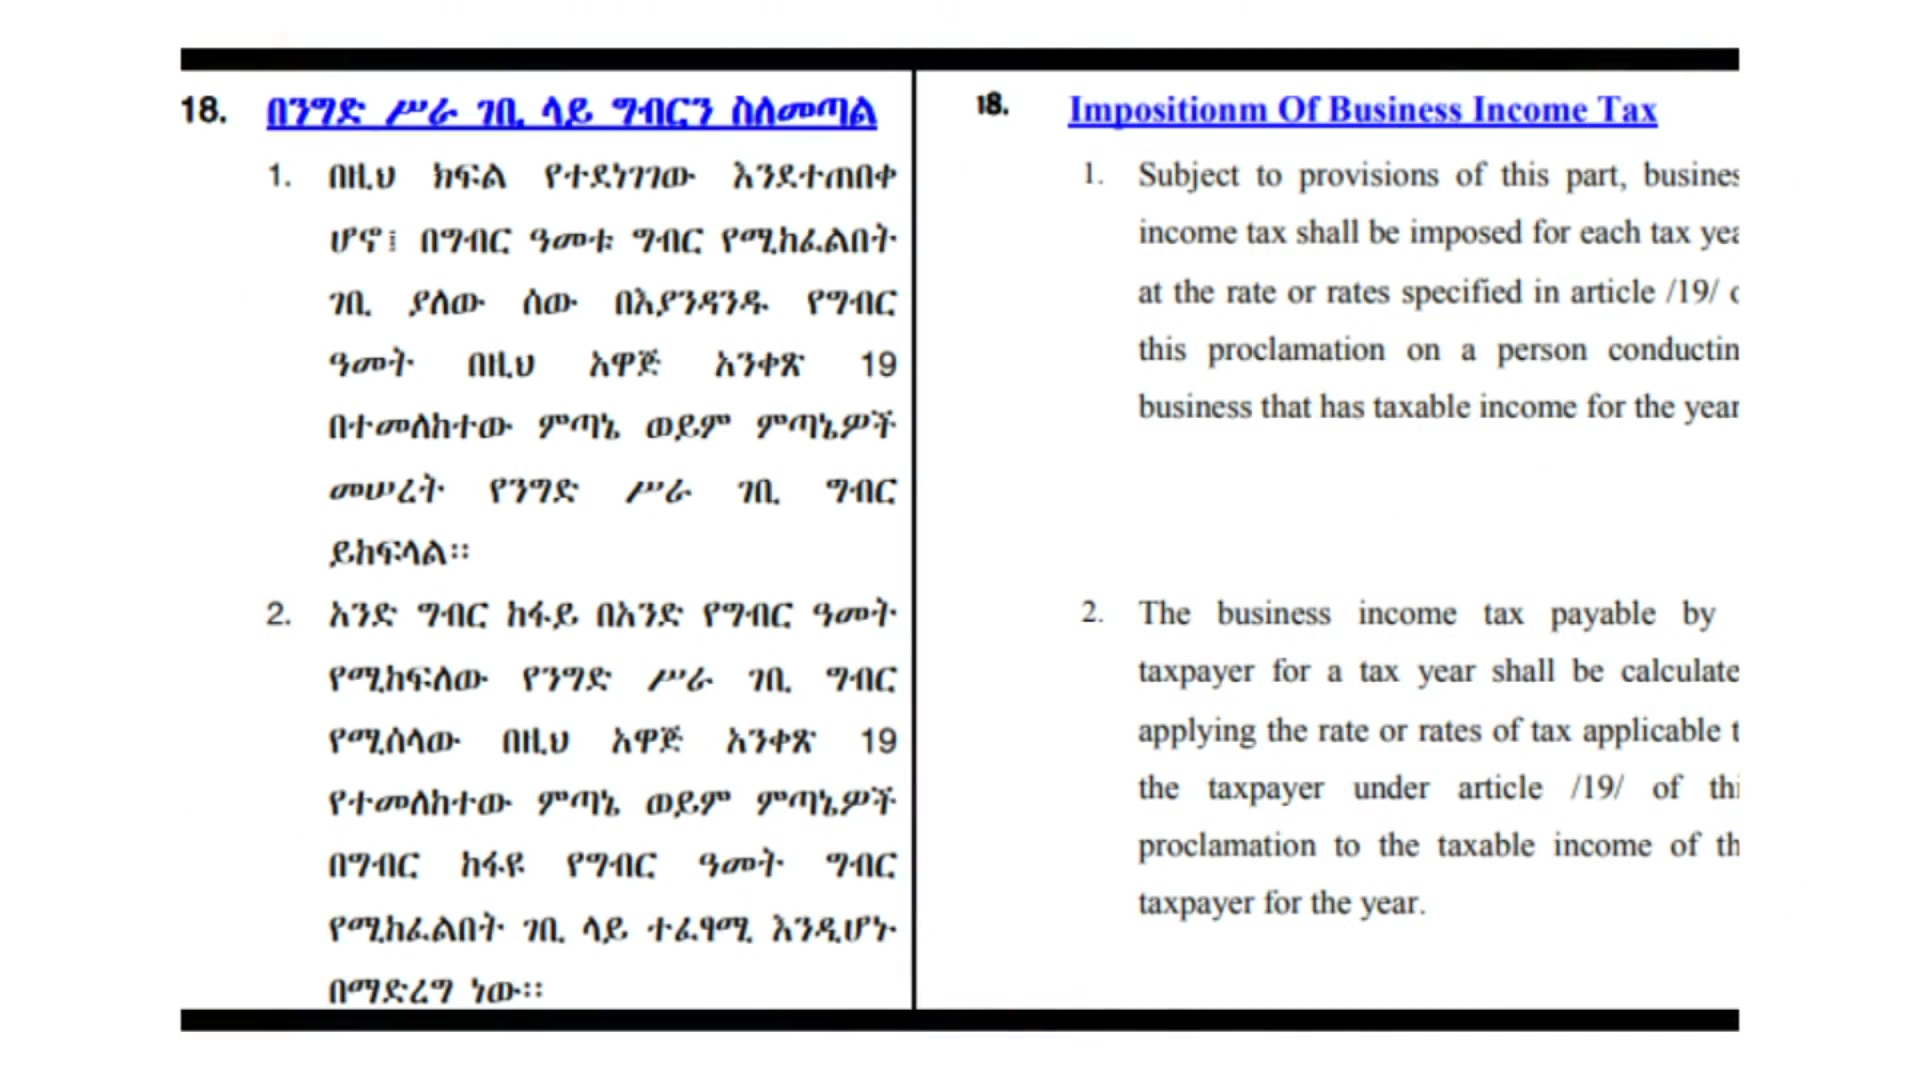 18. በንግድ ሥራ ገቢ ላይ ግብርን ስለመጣል
1. በዚህ ክፍል የተደነገገው እንደተጠበቀ
ሆኖ፤ በግብር ዓመቱ ግብር የሚከፈልበት
ገቢ ያለው ሰው በእያንዳንዱ የግብር
ዓመት በዚህ አዋጅ አንቀጽ 19
በተመለከተው ምጣኔ ወይም ምጣኔዎች
መሠረት የንግድ ሥራ ገቢ ግብር
ይከፍላል።
2. አንድ ግብር ከፋይ በአንድ የግብር ዓመት
የሚከፍለው የንግድ ሥራ ገቢ ግብር
የሚሰላው በዚህ አዋጅ አንቀጽ 19
የተመለከተው ምጣኔ ወይም ምጣኔዎች
በግብር ከፋዩ የግብር ዓመት ግብር
የሚከፈልበት ገቢ ላይ ተፈፃሚ እንዲሆኑ
በማድረግ ነው።
18. Impositionm Of Business Income Tax
1. Subject to provisions of this part, busines
income tax shall be imposed for each tax yea
at the rate or rates specified in article /19/
this proclamation on a person conductin
business that has taxable income for the year
2. The business income tax payable by
taxpayer for a tax year shall be calculate
applying the rate or rates of tax applicable t
the taxpayer under article /19/ of thi
proclamation to the taxable income of th
taxpayer for the year.